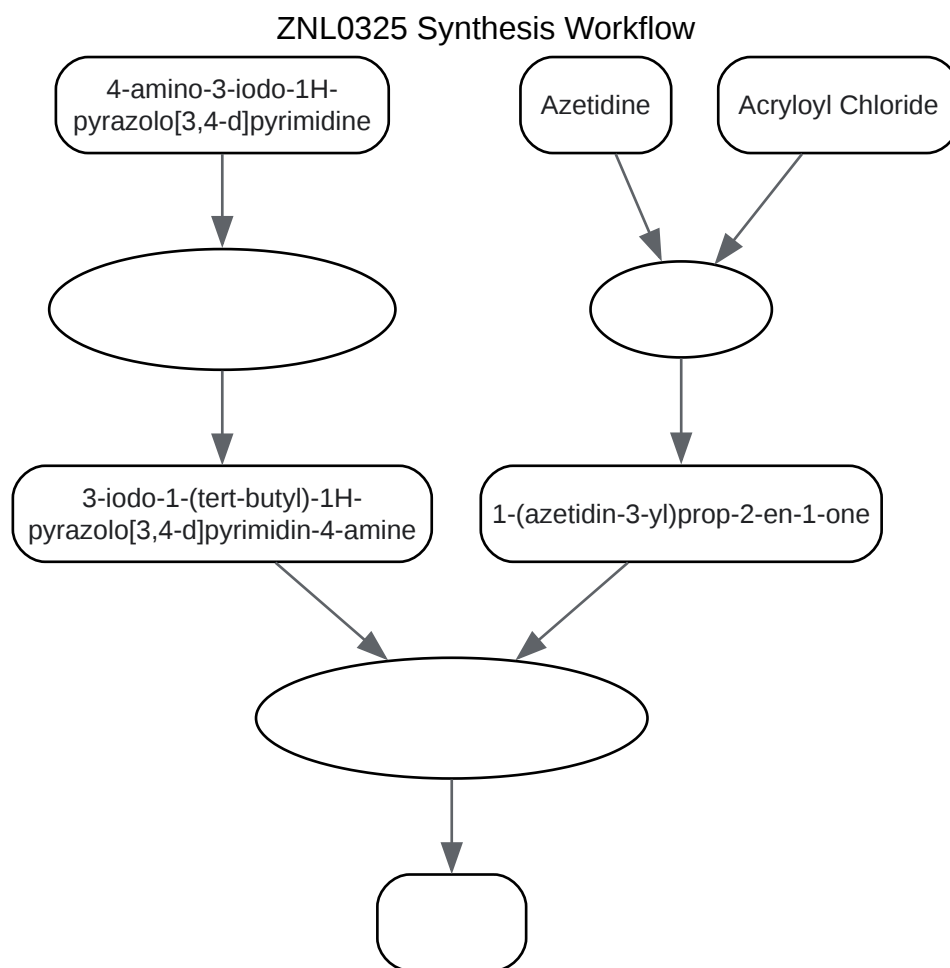 ZNL0325 Synthesis Workflow
4-amino-3-iodo-1H-
pyrazolo[3,4-d]pyrimidine
Azetidine
Acryloyl Chloride
3-iodo-1-(tert-butyl)-1H-
pyrazolo[3,4-d]pyrimidin-4-amine
1-(azetidin-3-yl)prop-2-en-1-one